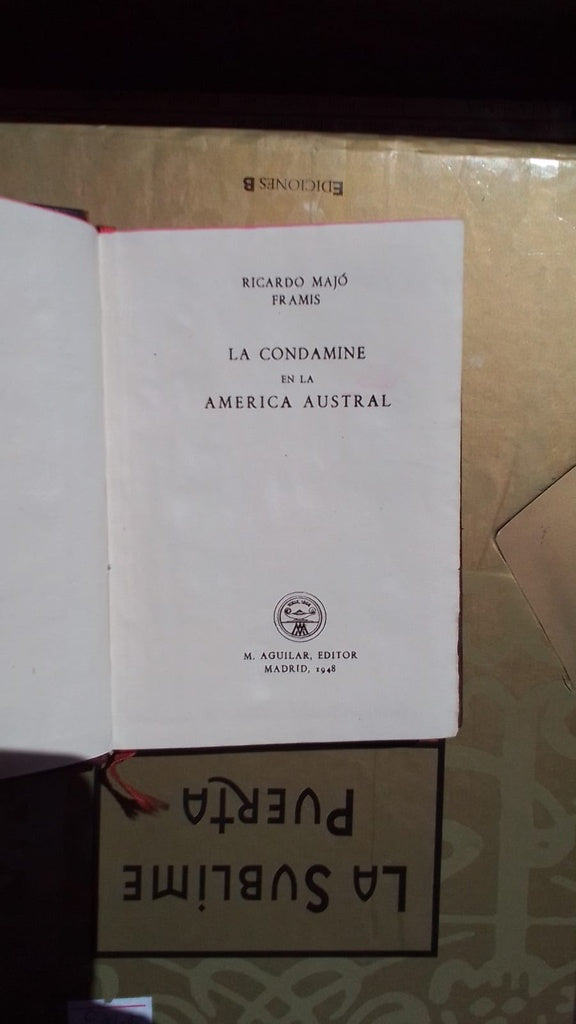 EDICIONES B
RICARDO MAJÓ
FRAMIS
LA CONDAMINE
EN LA
AMERICA AUSTRAL
M. AGUILAR, EDITOR
MADRID, 1948
LA SUBLIME
PUERTA